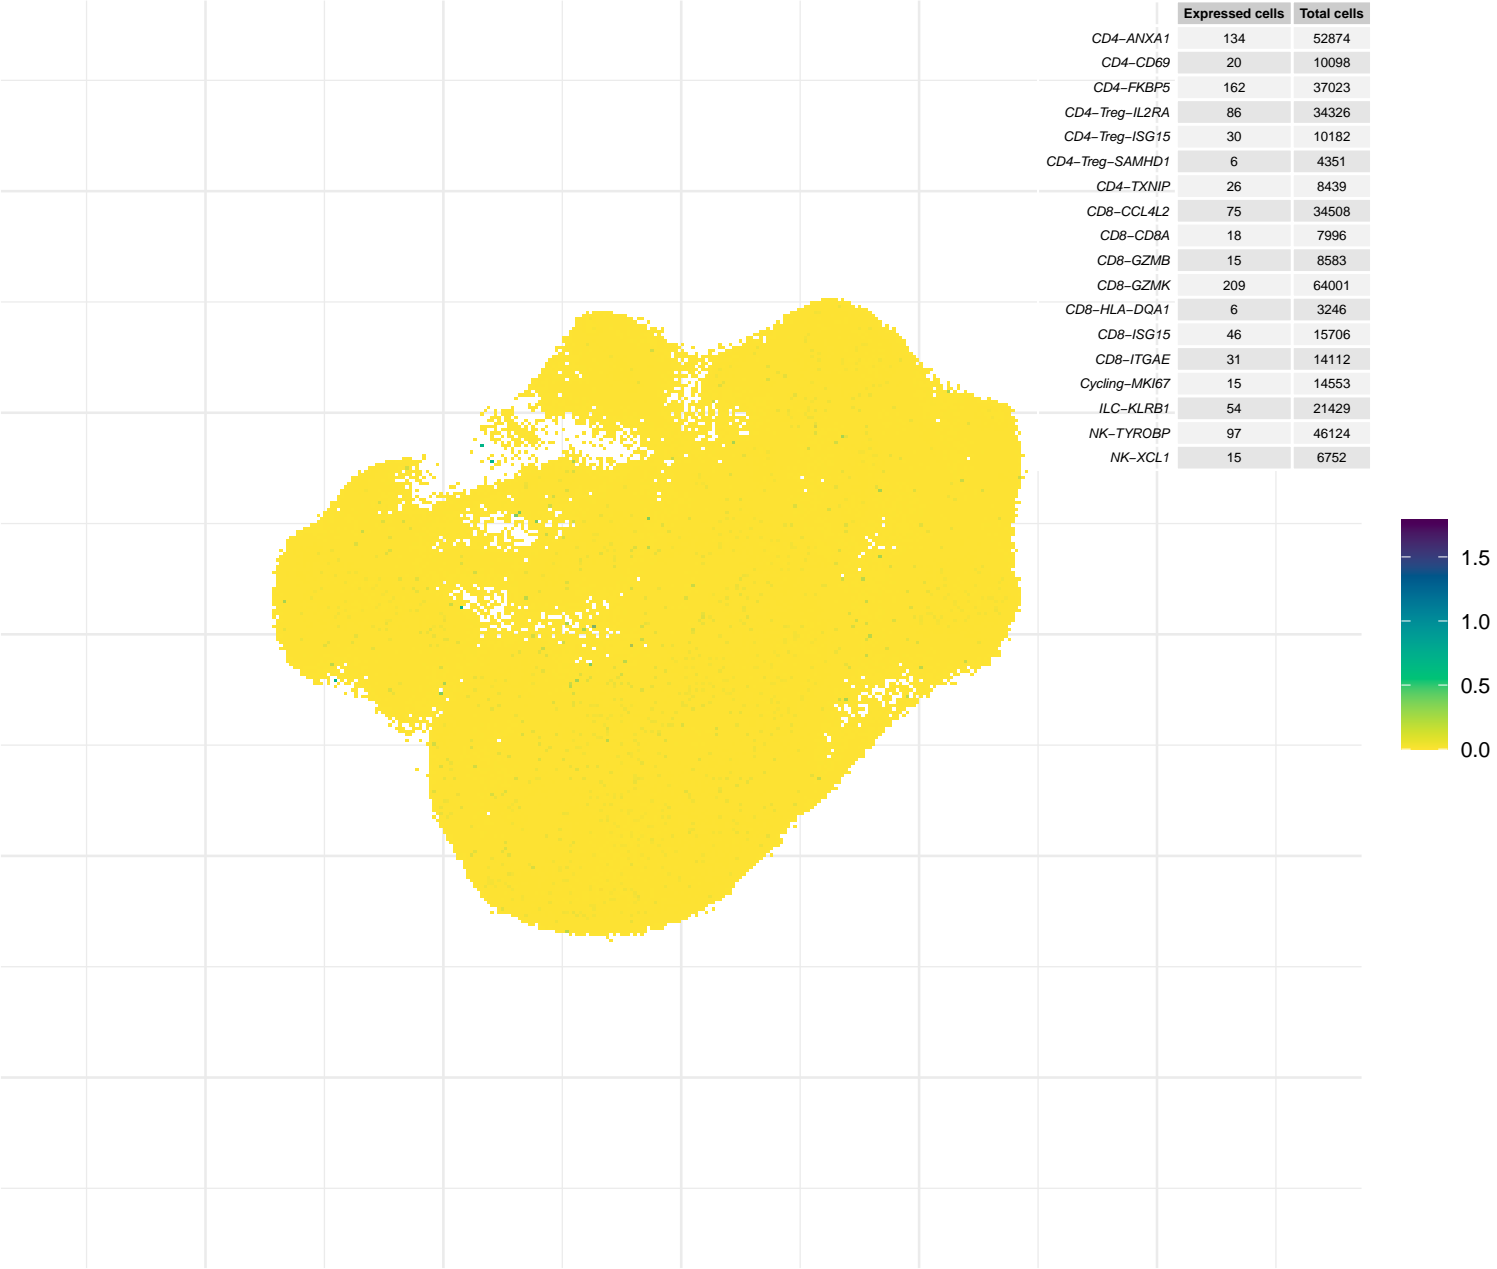 Expressed cells Total cells
CD4−ANXA1 134 52874
CD4−CD69 20 10098
CD4−FKBP5 162 37023
CD4−Treg−IL2RA 86 34326
CD4−Treg−ISG15 30 10182
CD4−Treg−SAMHD1 6 4351
CD4−TXNIP 26 8439
CD8−CCL4L2 75 34508
CD8−CD8A 18 7996
CD8−GZMB 15 8583
CD8−GZMK 209 64001
CD8−HLA−DQA1 6 3246
CD8−ISG15 46 15706
CD8−ITGAE 31 14112
Cycling−MKI67 15 14553
ILC−KLRB1 54 21429
NK−TYROBP 97 46124
NK−XCL1 15 6752
1.5
1.0
0.5
0.0